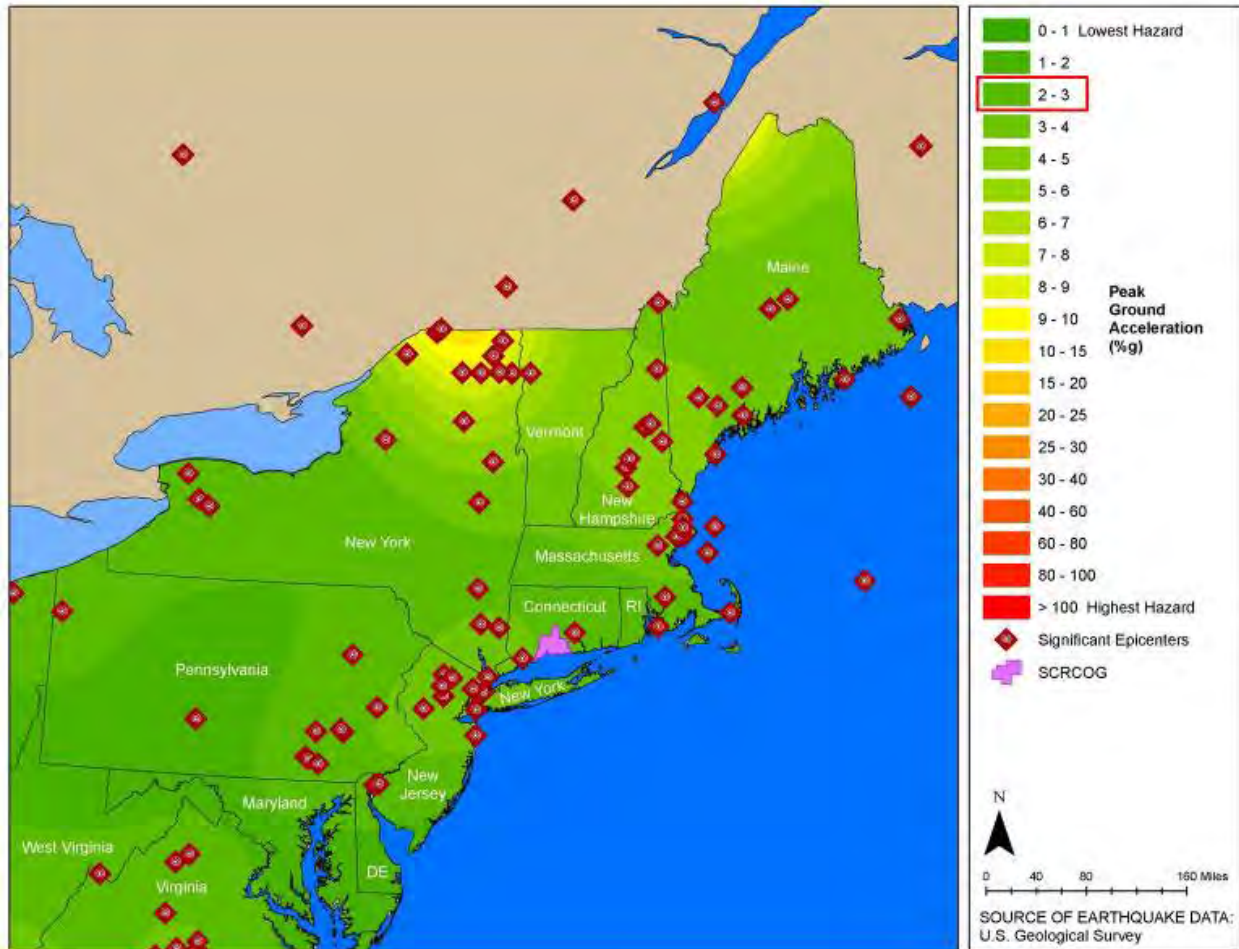 Maine
Vermont
New
Hampshire
New York
Massachusetts
Connecticut
RI
Pennsylvania
New York
New
Jersey
Maryland
West Virginia
DE
Virginia
0 - 1 Lowest Hazard
1 - 2
2 - 3
3 - 4
4 - 5
5 - 6
6 - 7
7 - 8
8 - 9
9 - 10
10 - 15
15 - 20
20 - 25
25 - 30
30 - 40
40 - 60
60 - 80
80 - 100
> 100 Highest Hazard
Peak
Ground
Acceleration
(%g)
Significant Epicenters
SCRCOG
N
0 40 80 160 Miles
SOURCE OF EARTHQUAKE DATA:
U.S. Geological Survey